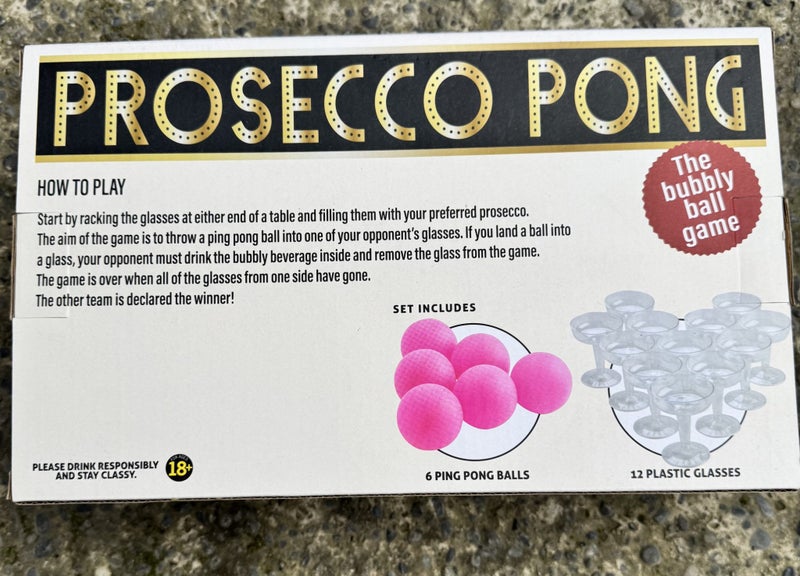 PROSECCO PONG
The
bubbly
ball
game
HOW TO PLAY
Start by racking the glasses at either end of a table and filling them with your preferred prosecco.
The aim of the game is to throw a ping pong ball into one of your opponent's glasses. If you land a ball into
a glass, your opponent must drink the bubbly beverage inside and remove the glass from the game.
The game is over when all of the glasses from one side have gone.
The other team is declared the winner!
SET INCLUDES
6 PING PONG BALLS
12 PLASTIC GLASSES
PLEASE DRINK RESPONSIBLY
AND STAY CLASSY.
18+